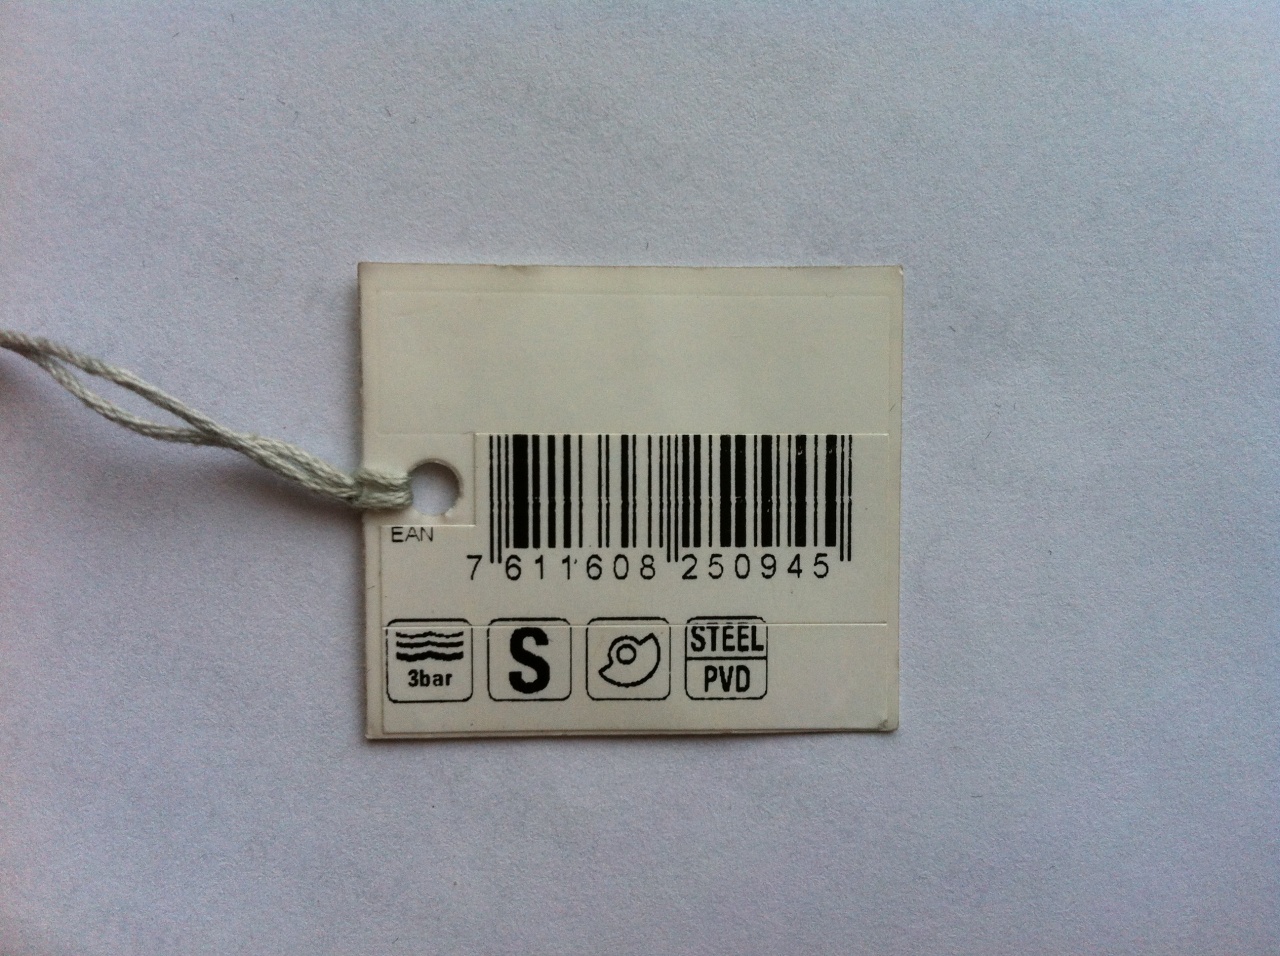 EAN
7 611608 250945
3bar
S
STEEL
PVD